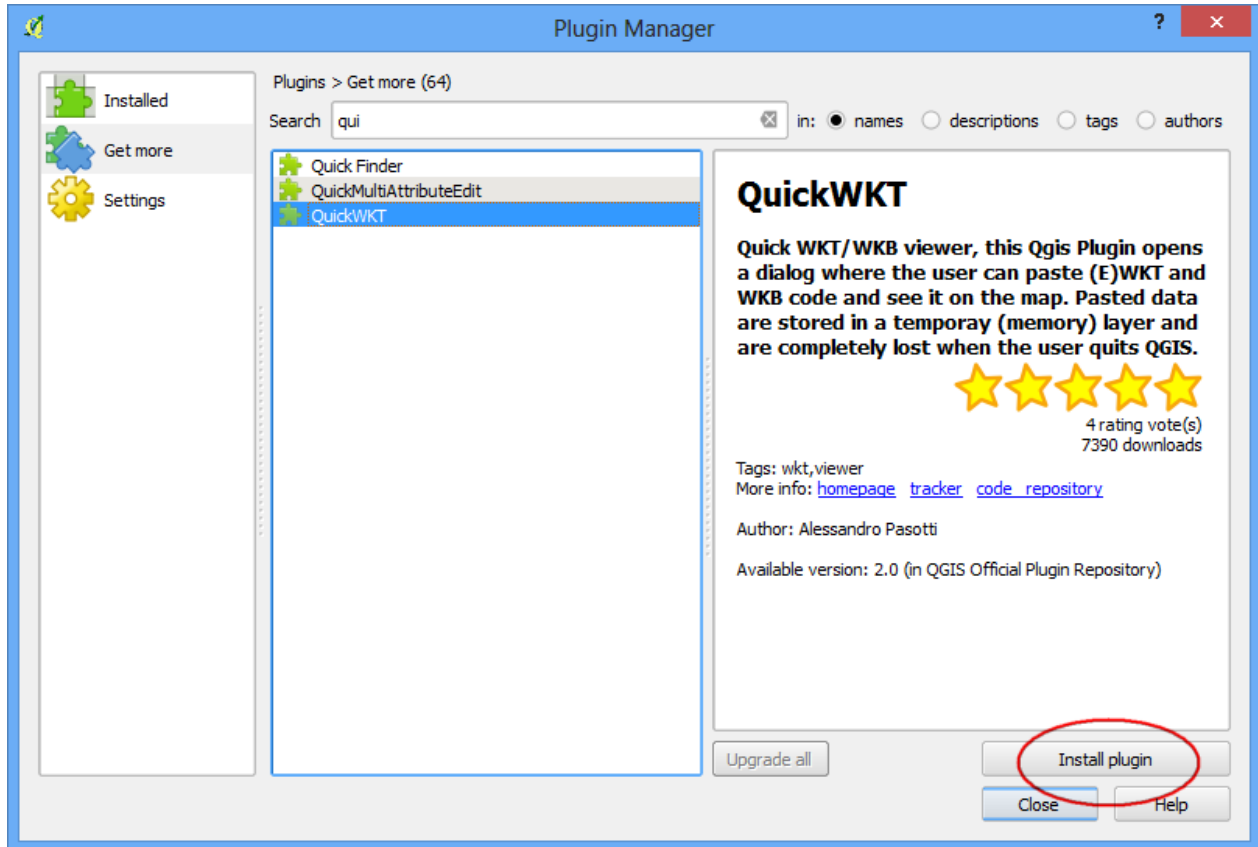 Plugin Manager
?
Installed
Get more
Settings
Plugins > Get more (64)
Search qui in: names descriptions tags authors
Quick Finder
QuickMultiAttributeEdit
QuickWKT
QuickWKT
Quick WKT/WKB viewer, this Qgis Plugin opens
a dialog where the user can paste (E)WKT and
WKB code and see it on the map. Pasted data
are stored in a temporay (memory) layer and
are completely lost when the user quits QGIS.
4 rating vote(s)
7390 downloads
Tags: wkt,viewer
More info: homepage tracker code repository
Author: Alessandro Pasotti
Available version: 2.0 (in QGIS Official Plugin Repository)
Upgrade all Install plugin
Close Help